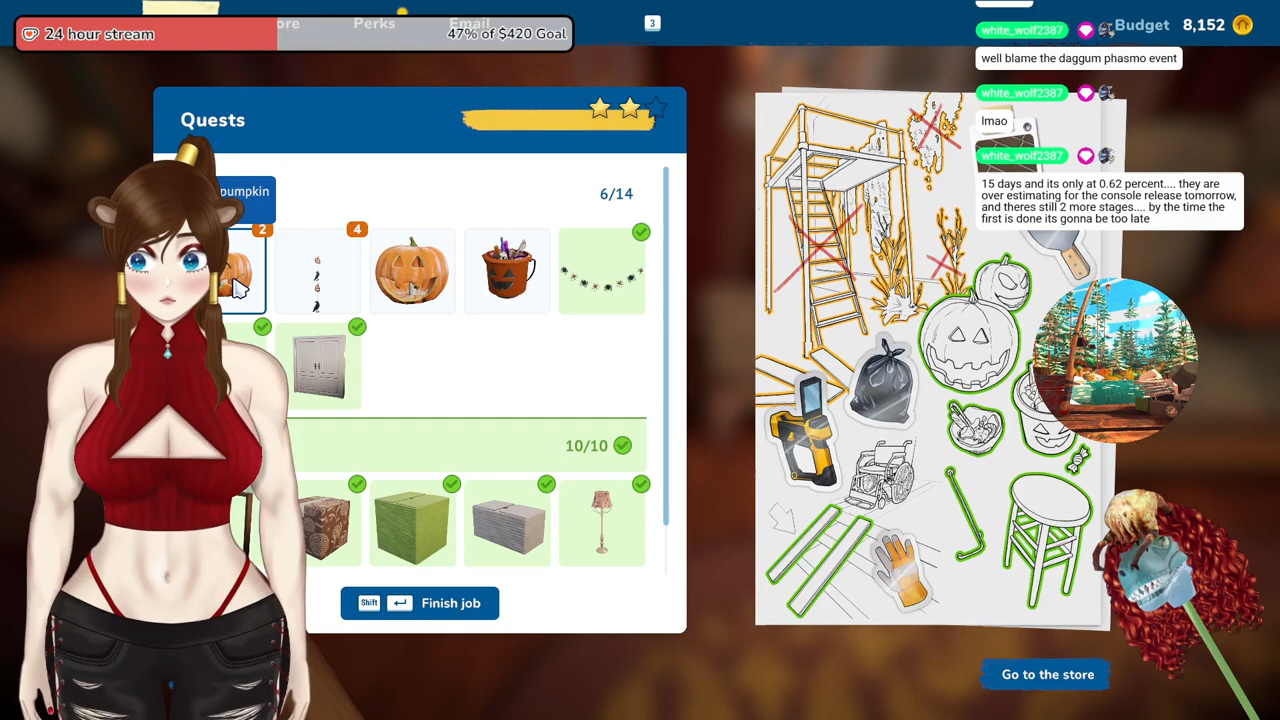 24 hour stream
47% of $420 Goal
Perks
Email
3
Budget 8,152
white_wolf2387
well blame the daggum phasmo event
white_wolf2387
lmao
white_wolf2387
15 days and its only at 0.62 percent.... they are
over estimating for the console release tomorrow,
and theres still 2 more stages.... by the time the
first is done its gonna be too late
Quests
pumpkin
6/14
2
4
10/10
Shift
Finish job
Go to the store